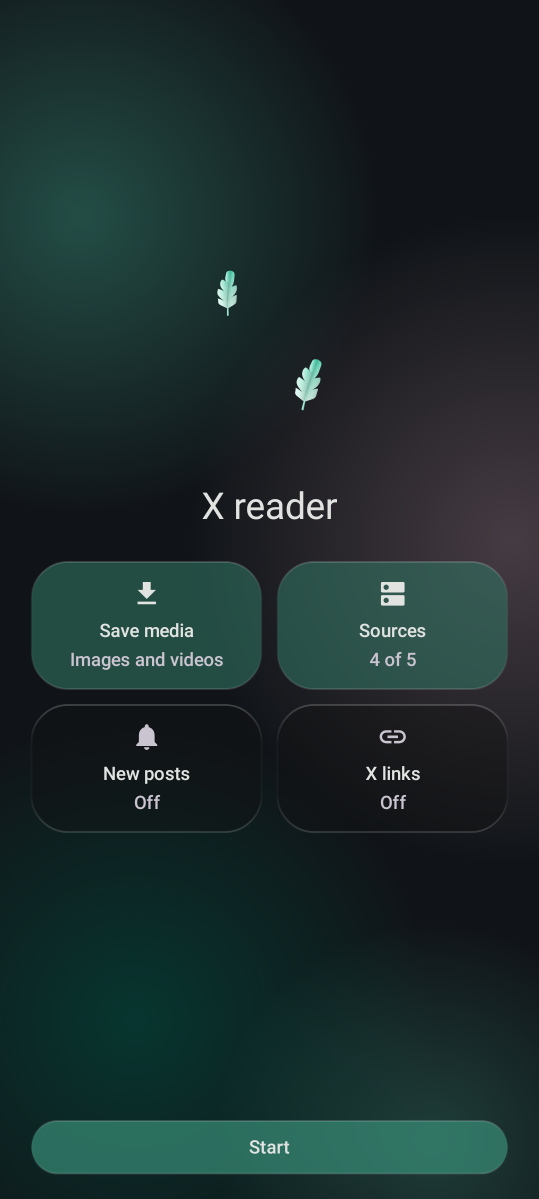 X reader
Save media
Images and videos
Sources
4 of 5
New posts
Off
X links
Off
Start